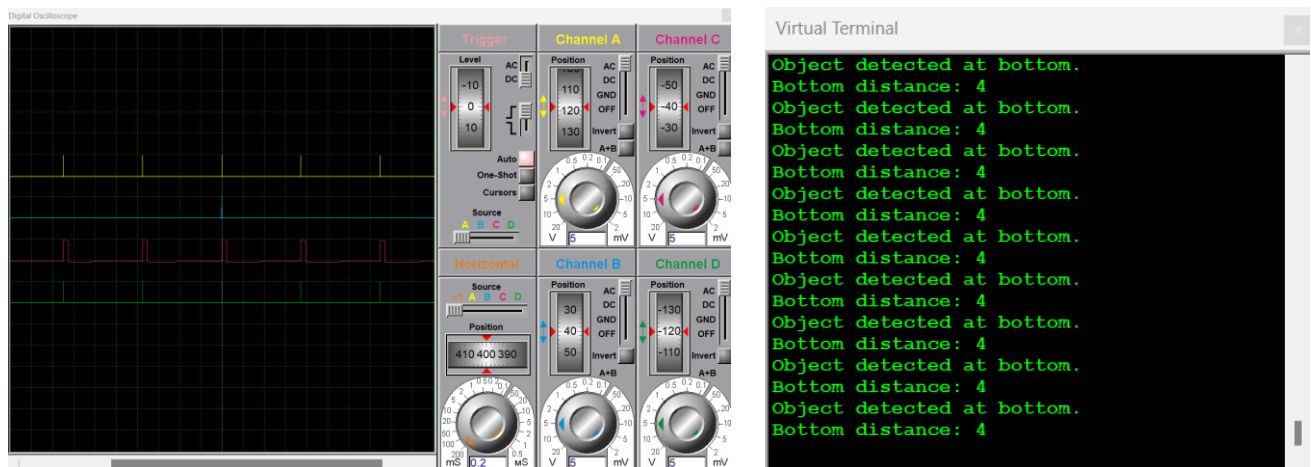 Digital Oscilloscope
Trigger
Level
AC
DC
-10
0
10
Auto
One-Shot
Cursors
Source
A B C D
Channel A
Position
AC
DC
GND
OFF
110
120
130
Invert
A+B
V 5 mV
Channel C
Position
AC
DC
GND
OFF
-50
-40
-30
Invert
A+B
V 5 mV
Horizontal
Source
A B C D
Position
410 400 390
mS 0.2
Channel B
Position
AC
DC
GND
OFF
30
40
50
Invert
A+B
V 5 mV
Channel D
Position
AC
DC
GND
OFF
-130
-120
-110
Invert
A+B
V 5 mV
Virtual Terminal
Object detected at bottom.
Bottom distance: 4
Object detected at bottom.
Bottom distance: 4
Object detected at bottom.
Bottom distance: 4
Object detected at bottom.
Bottom distance: 4
Object detected at bottom.
Bottom distance: 4
Object detected at bottom.
Bottom distance: 4
Object detected at bottom.
Bottom distance: 4
Object detected at bottom.
Bottom distance: 4
Object detected at bottom.
Bottom distance: 4